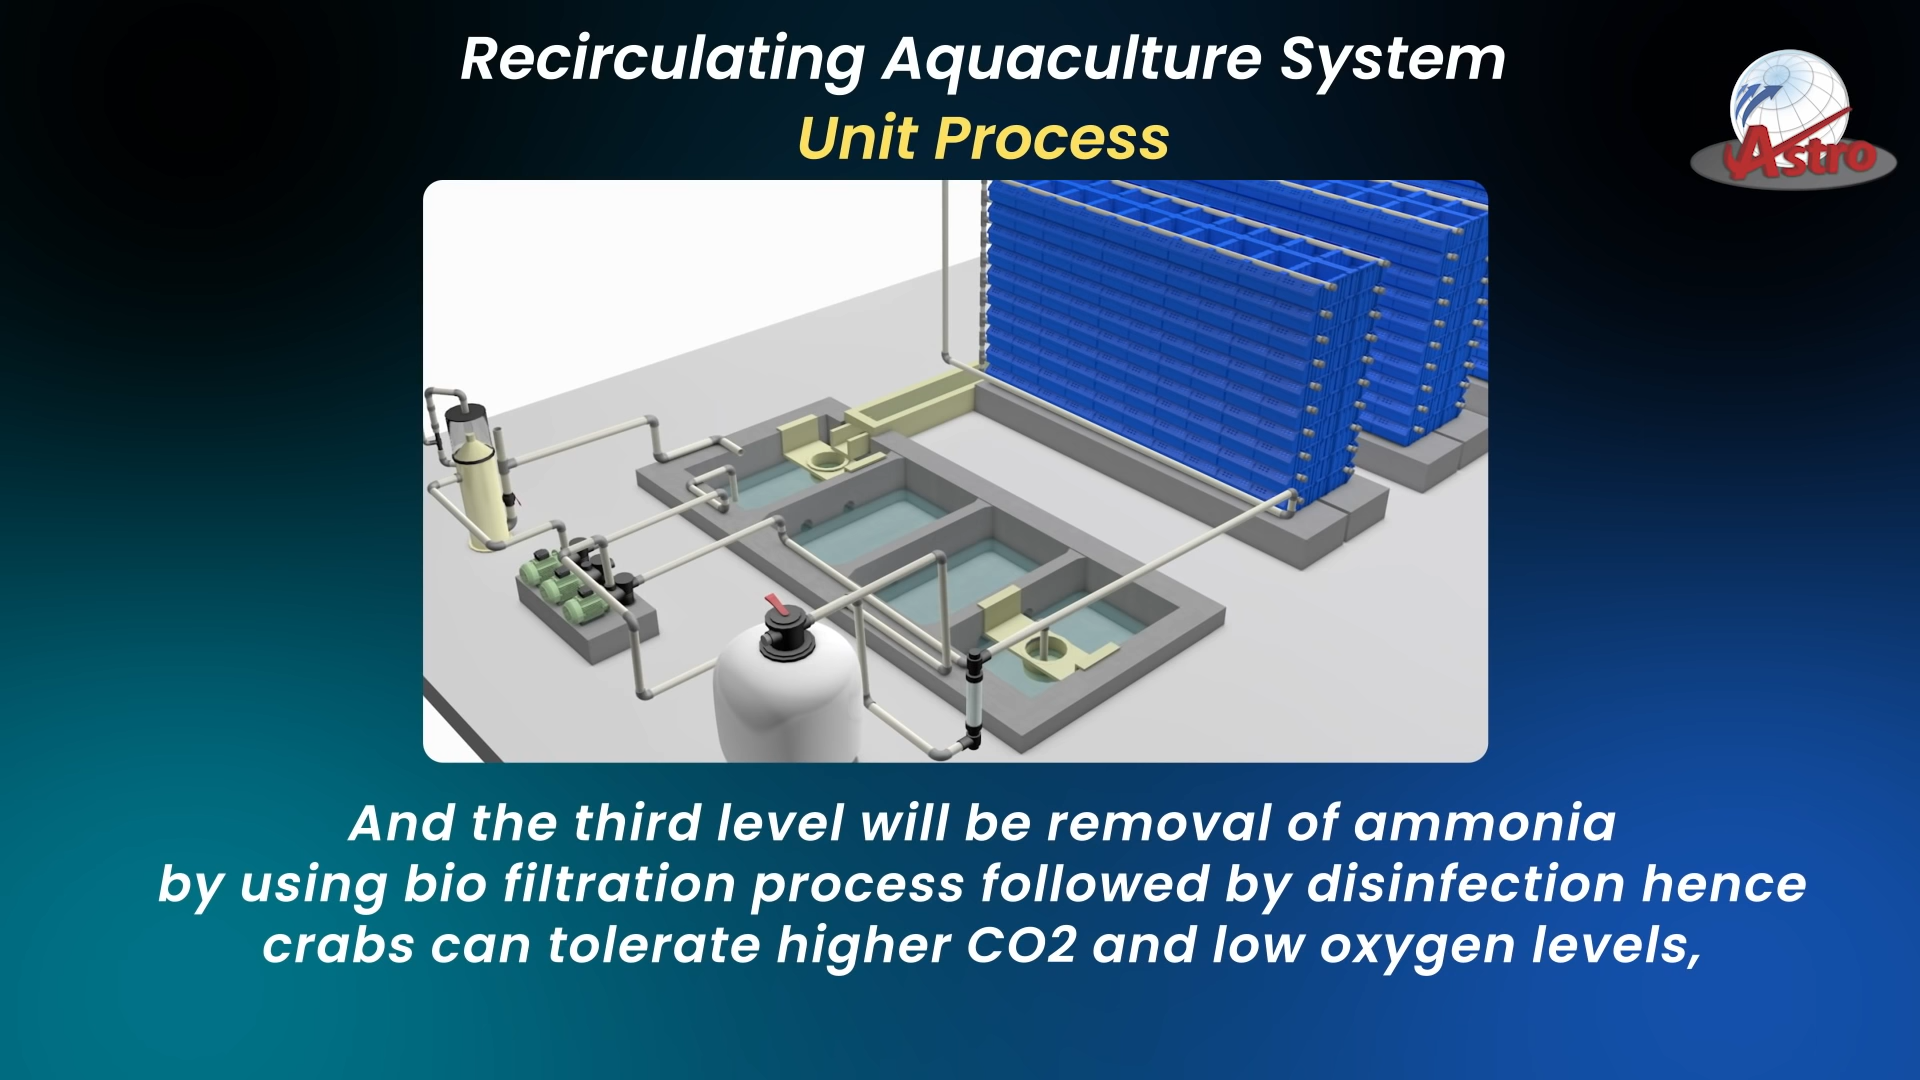 Recirculating Aquaculture System
Unit Process
Astro
And the third level will be removal of ammonia
by using bio filtration process followed by disinfection hence
crabs can tolerate higher CO2 and low oxygen levels,